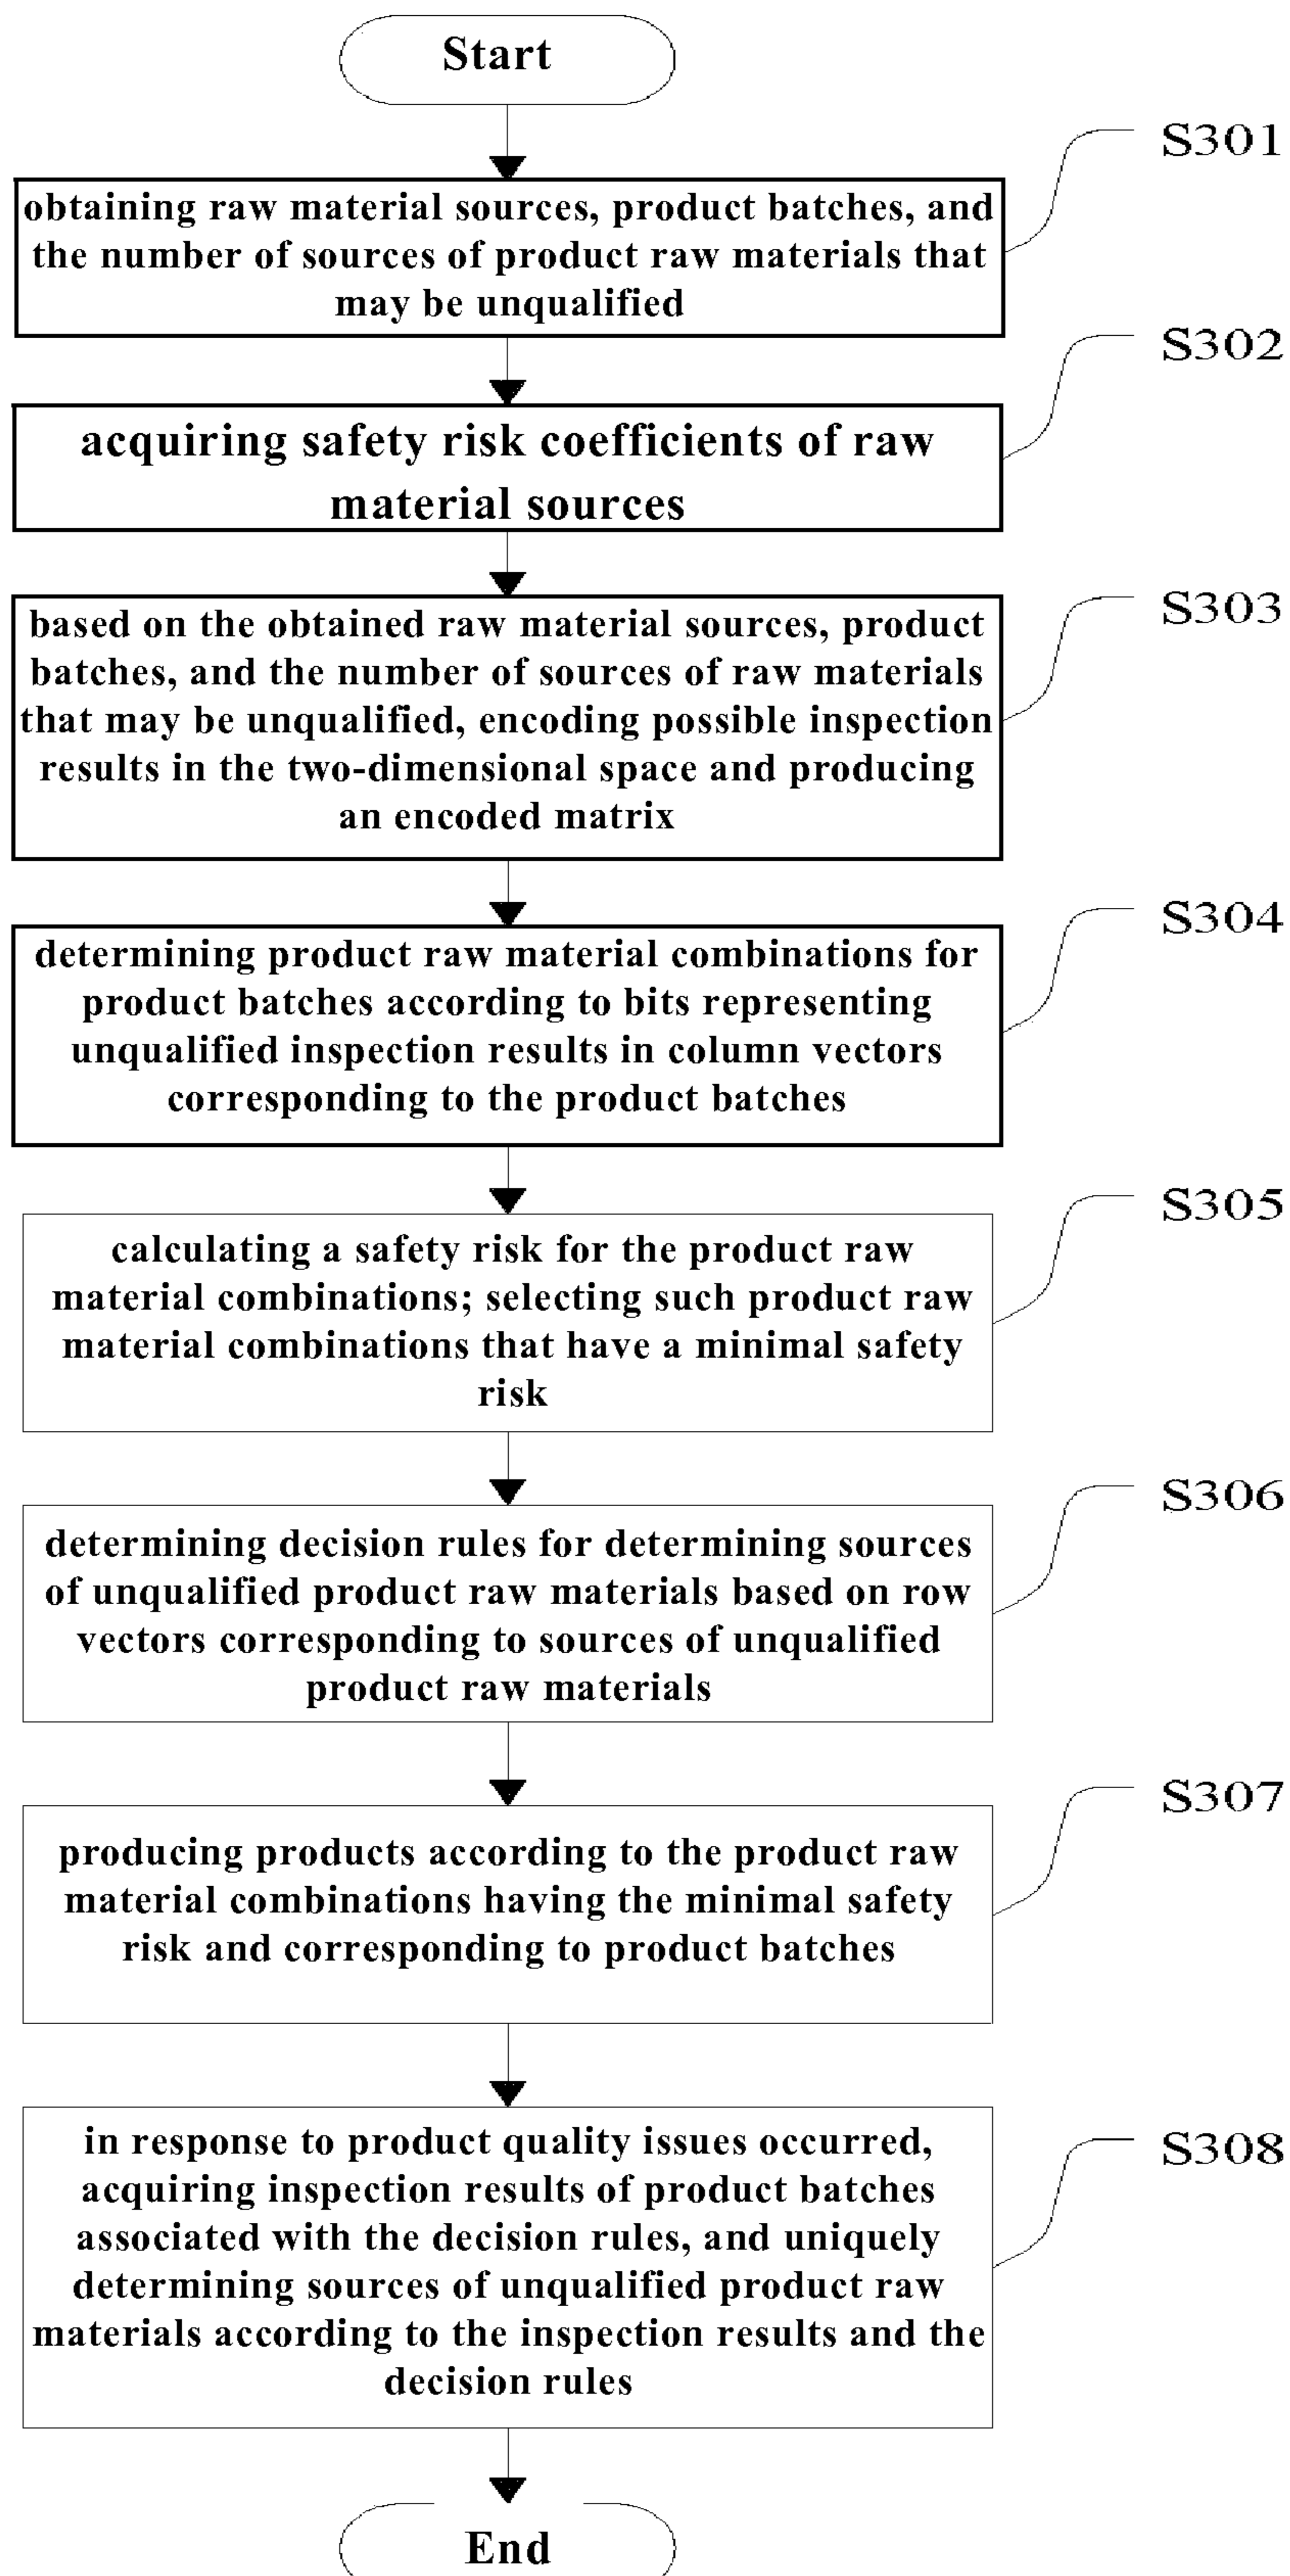 Start
S301
obtaining raw material sources, product batches, and
the number of sources of product raw materials that
may be unqualified
S302
acquiring safety risk coefficients of raw
material sources
S303
based on the obtained raw material sources, product
batches, and the number of sources of raw materials
that may be unqualified, encoding possible inspection
results in the two-dimensional space and producing
an encoded matrix
S304
determining product raw material combinations for
product batches according to bits representing
unqualified inspection results in column vectors
corresponding to the product batches
S305
calculating a safety risk for the product raw
material combinations; selecting such product raw
material combinations that have a minimal safety
risk
S306
determining decision rules for determining sources
of unqualified product raw materials based on row
vectors corresponding to sources of unqualified
product raw materials
S307
producing products according to the product raw
material combinations having the minimal safety
risk and corresponding to product batches
S308
in response to product quality issues occurred,
acquiring inspection results of product batches
associated with the decision rules, and uniquely
determining sources of unqualified product raw
materials according to the inspection results and the
decision rules
End